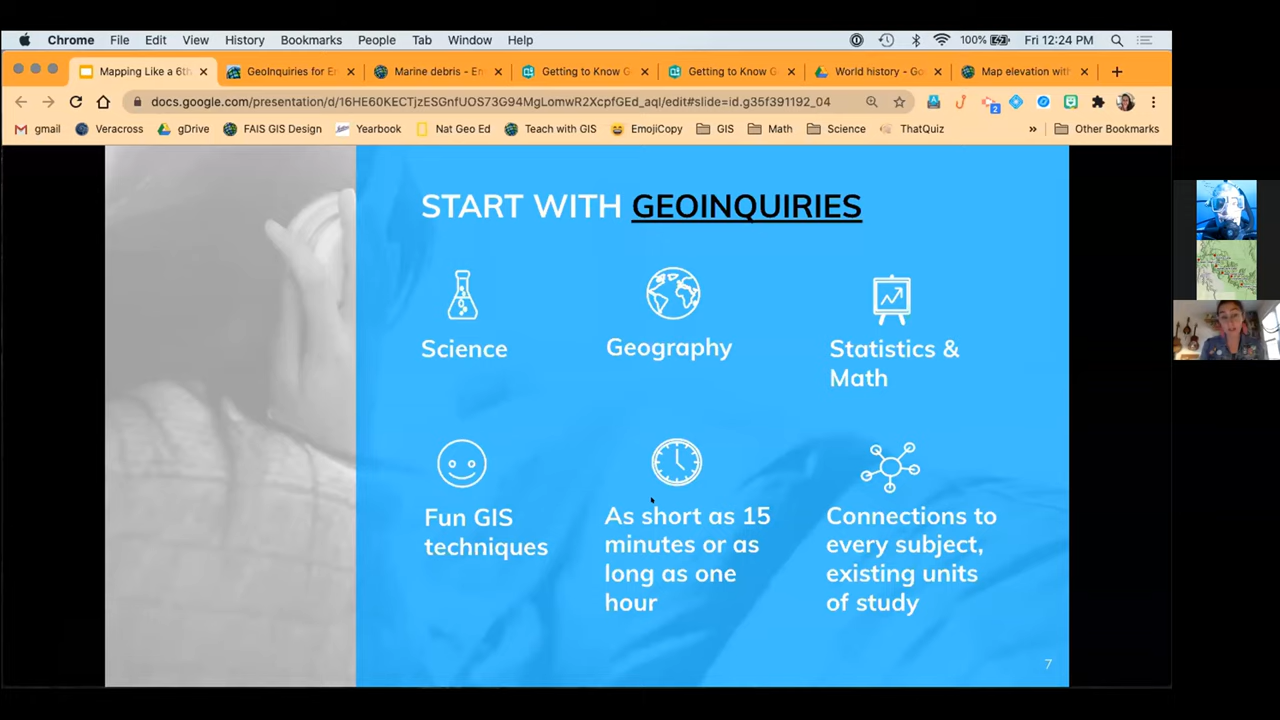 Chrome File Edit View History Bookmarks People Tab Window Help 100% Fri 12:24 PM
Mapping Like a 6th GeoInquiries for E Marine debris - En Getting to Know G Getting to Know G World history - Go Map elevation with
docs.google.com/presentation/d/16HE60KECTjzESGnfUOS73G94MgLomwR2XcpfGEd_aqI/edit#slide=id.g35f391192_04
2
gmail Veracross gDrive FAIS GIS Design Yearbook Nat Geo Ed Teach with GIS EmojiCopy GIS Math Science ThatQuiz » Other Bookmarks
START WITH GEOINQUIRIES
Science
Geography
Statistics &
Math
Fun GIS
techniques
As short as 15
minutes or as
long as one
hour
Connections to
every subject,
existing units
of study
7